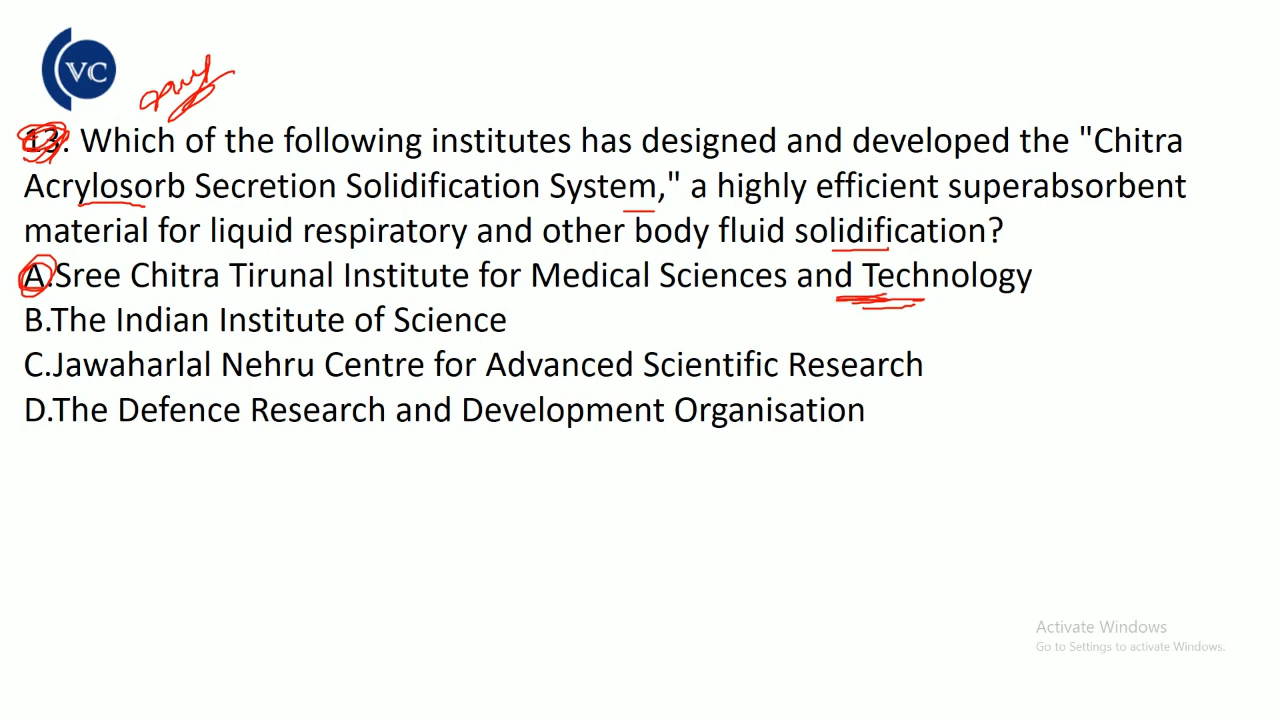 VC
13. Which of the following institutes has designed and developed the "Chitra
Acrylosorb Secretion Solidification System," a highly efficient superabsorbent
material for liquid respiratory and other body fluid solidification?
A.Sree Chitra Tirunal Institute for Medical Sciences and Technology
B.The Indian Institute of Science
C.Jawaharlal Nehru Centre for Advanced Scientific Research
D.The Defence Research and Development Organisation
Activate Windows
Go to Settings to activate Windows.